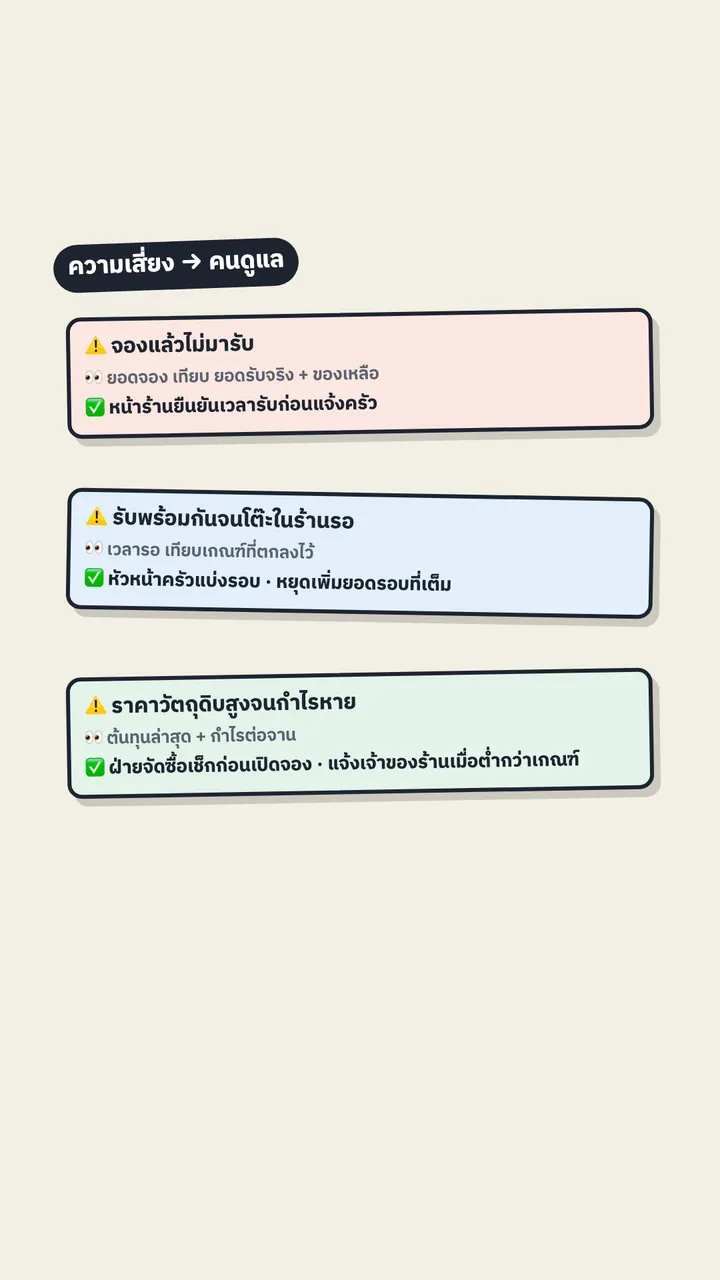 ความเสี่ยง → คนดูแล
⚠️ จองแล้วไม่มารับ
👀 ยอดจอง เทียบ ยอดรับจริง + ของเหลือ
✅ หน้าร้านยืนยันเวลารับก่อนแจ้งครัว
⚠️ รับพร้อมกันจนโต๊ะในร้านรอ
👀 เวลารอ เทียบเกณฑ์ที่ตกลงไว้
✅ หัวหน้าครัวแบ่งรอบ · หยุดเพิ่มยอดรอบที่เต็ม
⚠️ ราคาวัตถุดิบสูงจนกำไรหาย
👀 ต้นทุนล่าสุด + กำไรต่อจาน
✅ ฝ่ายจัดซื้อเช็กก่อนเปิดจอง · แจ้งเจ้าของร้านเมื่อต่ำกว่าเกณฑ์